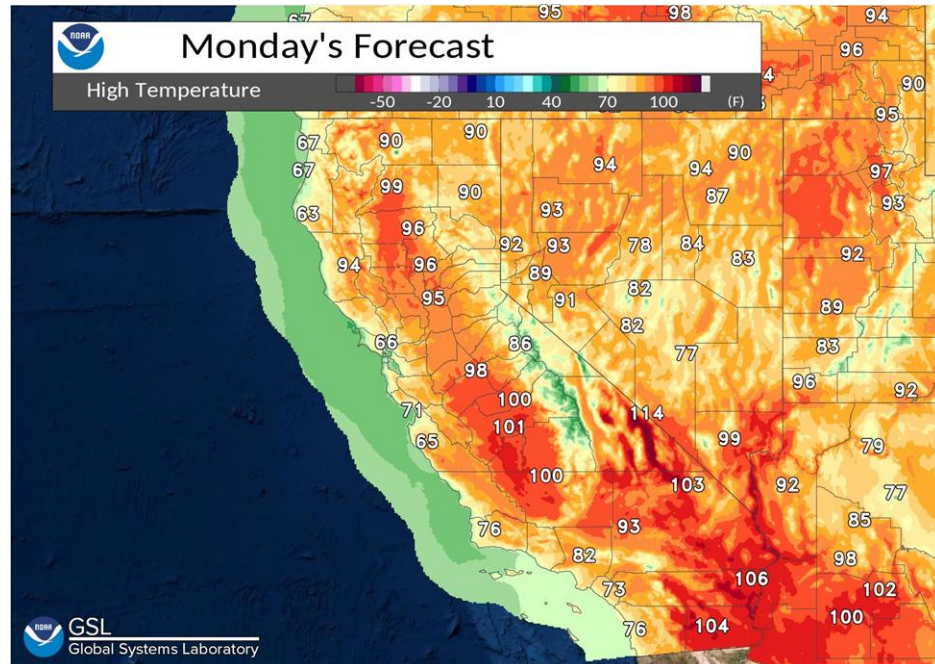 67 95 98 94
NOAA
Monday's Forecast
96
High Temperature
-50 -20 10 40 70 100 (F)
90
95
67 90 90 94 90 97
67 99 90 94 87 93
63 96 93
94 96 92 93 78 84 83 92
95 89 91 82 89
66 86 82 77 83
98 100 96 92
71 101 114 99 79
65 100 103 92 77
76 93 85
82 73 106 98 102
76 104 100
NOAA
GSL
Global Systems Laboratory